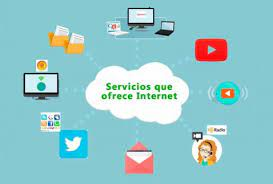 Servicios que
ofrece Internet
Radio